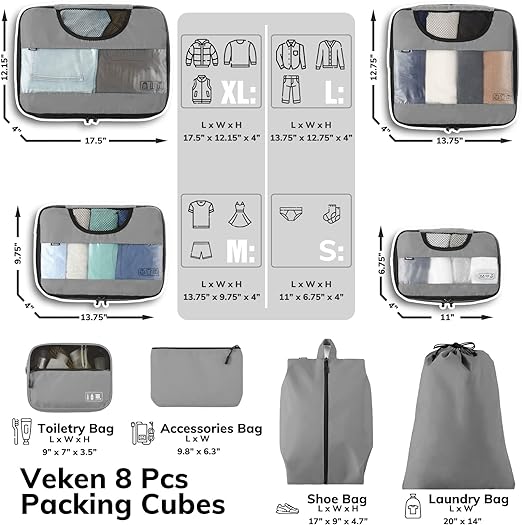 12.15"
4"
17.5"
XL:
L x W x H
17.5" x 12.15" x 4"
L:
L x W x H
13.75" x 12.75" x 4"
12.75"
4"
13.75"
9.75"
4"
13.75"
M:
L x W x H
13.75" x 9.75" x 4"
S:
L x W x H
11" x 6.75" x 4"
6.75"
4"
11"
Toiletry Bag
L x W x H
9" x 7" x 3.5"
Accessories Bag
L x W
9.8" x 6.3"
Veken 8 Pcs
Packing Cubes
Shoe Bag
L x W x H
17" x 9" x 4.7"
Laundry Bag
L x W
20" x 14"